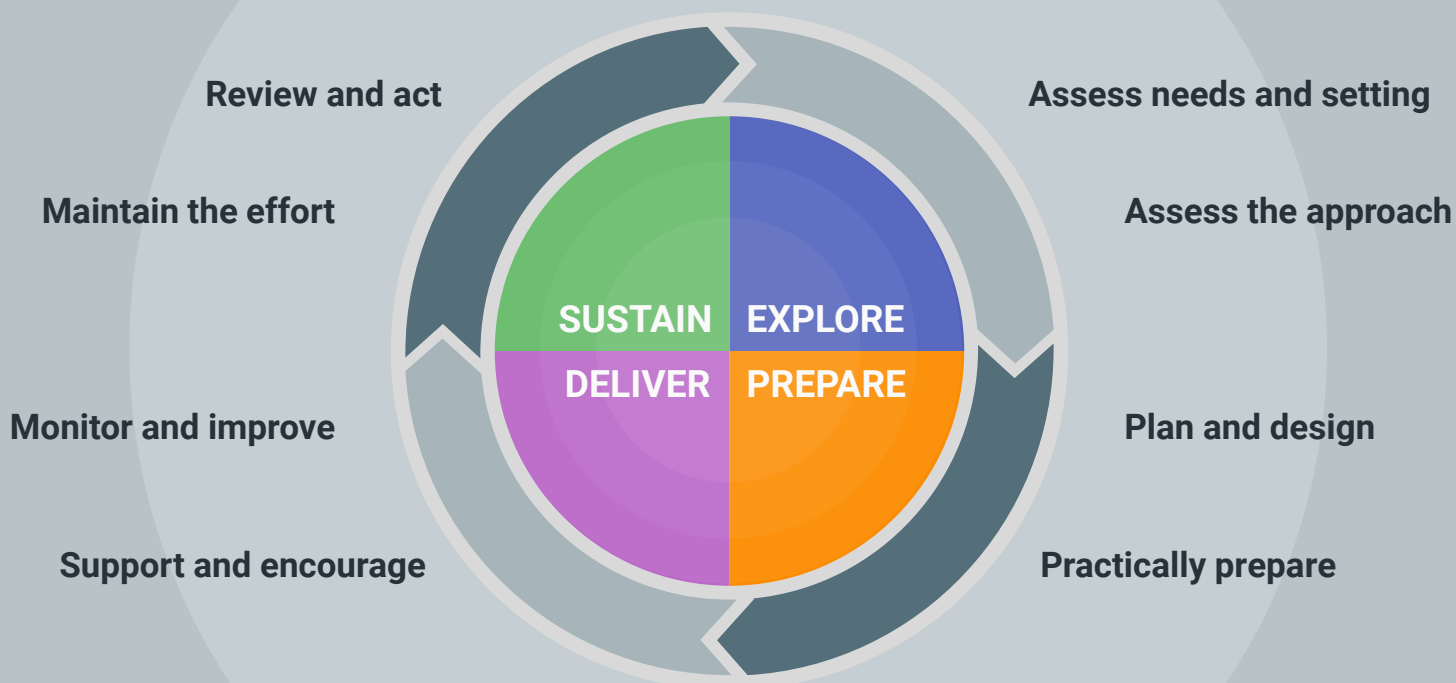 Review and act
Assess needs and setting
Maintain the effort
Assess the approach
SUSTAIN
EXPLORE
DELIVER
PREPARE
Monitor and improve
Plan and design
Support and encourage
Practically prepare